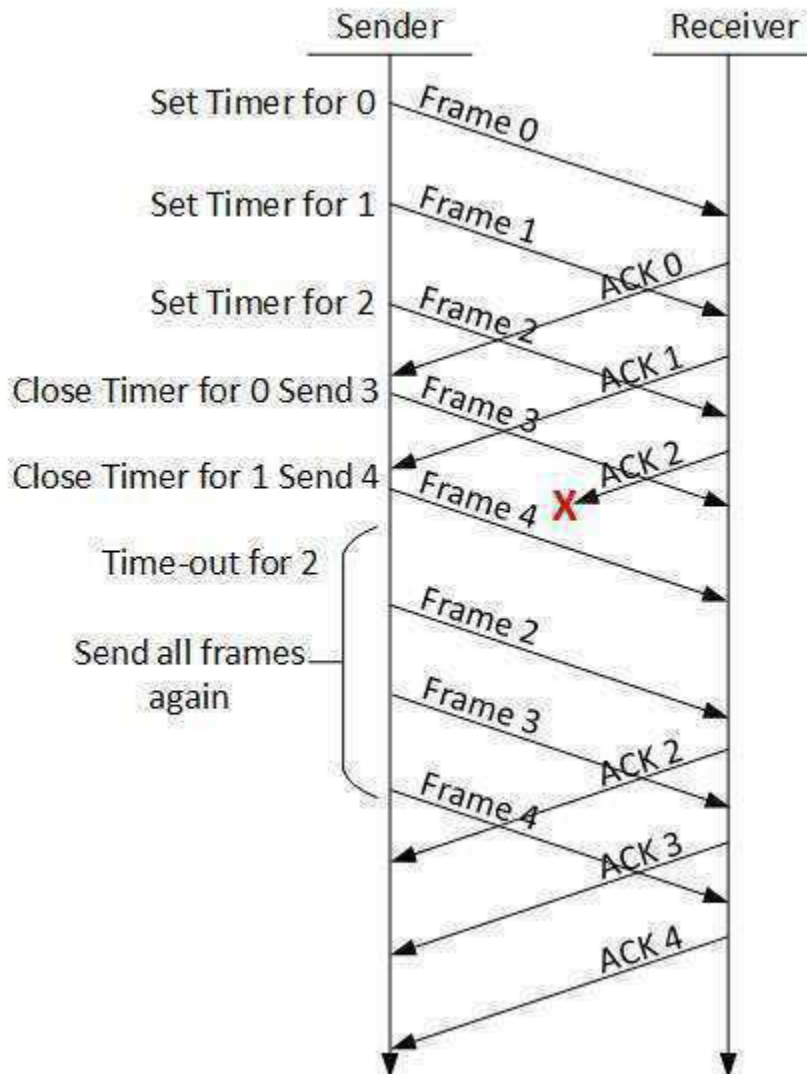 Sender
Receiver
Set Timer for 0
Frame 0
Set Timer for 1
Frame 1
ACK 0
Set Timer for 2
Frame 2
ACK 1
Close Timer for 0 Send 3
Frame 3
ACK 2
X
Close Timer for 1 Send 4
Frame 4
Time-out for 2
Frame 2
Send all frames
again
Frame 3
ACK 2
Frame 4
ACK 3
ACK 4